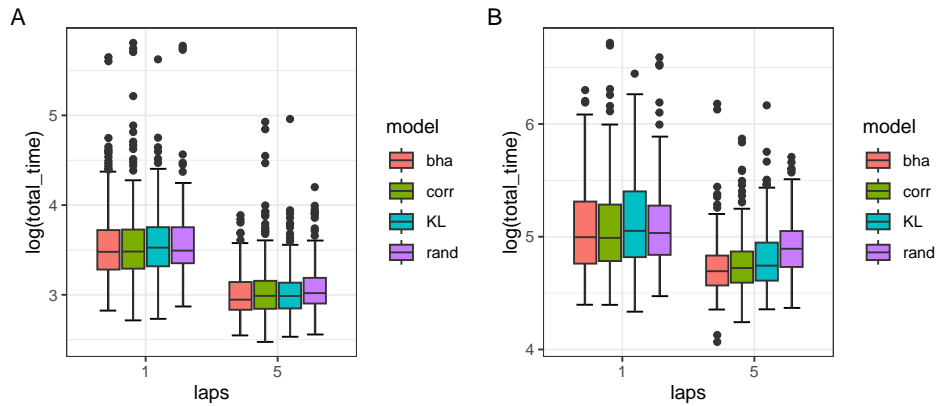 A
log(total_time)
5
4
3
1
5
laps
model
bha
corr
KL
rand
B
log(total_time)
6
5
4
1
5
laps
model
bha
corr
KL
rand